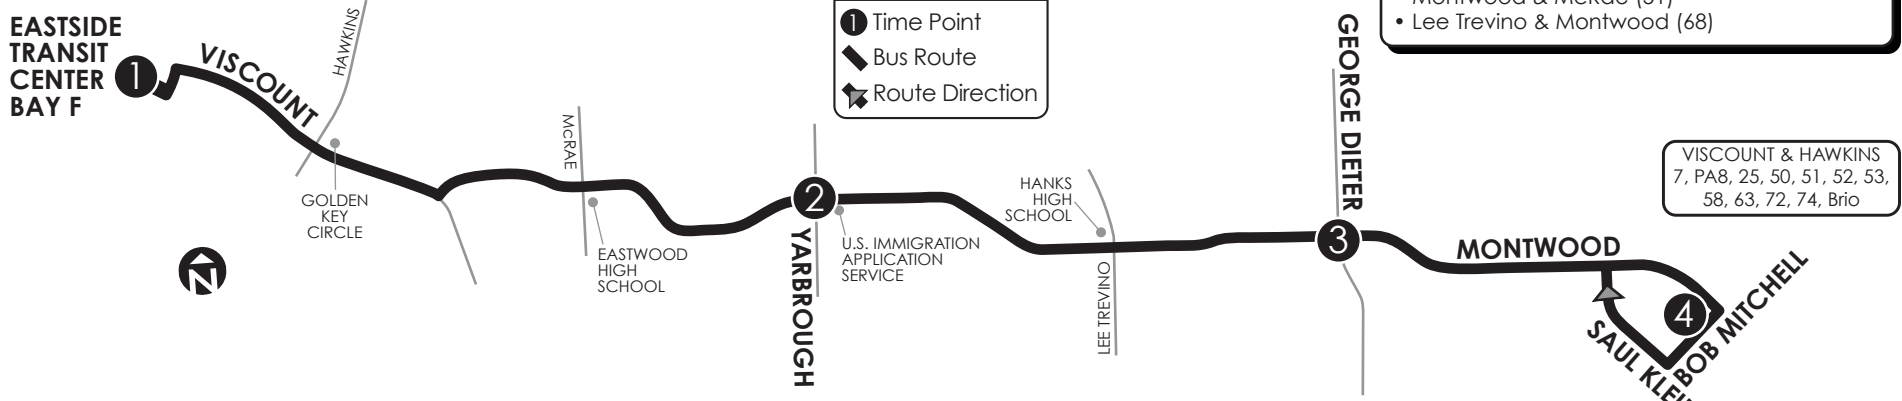 EASTSIDE
TRANSIT
CENTER
BAY F
1
VISCOUNT
HAWKINS
GOLDEN
KEY
CIRCLE
N
McRAE
EASTWOOD
HIGH
SCHOOL
1 Time Point
Bus Route
Route Direction
2
YARBROUGH
U.S. IMMIGRATION
APPLICATION
SERVICE
HANKS
HIGH
SCHOOL
LEE TREVINO
GEORGE DIETER
3
• Lee Trevino & Montwood (68)
VISCOUNT & HAWKINS
7, PA8, 25, 50, 51, 52, 53,
58, 63, 72, 74, Brio
MONTWOOD
4
BOB MITCHELL
SAUL